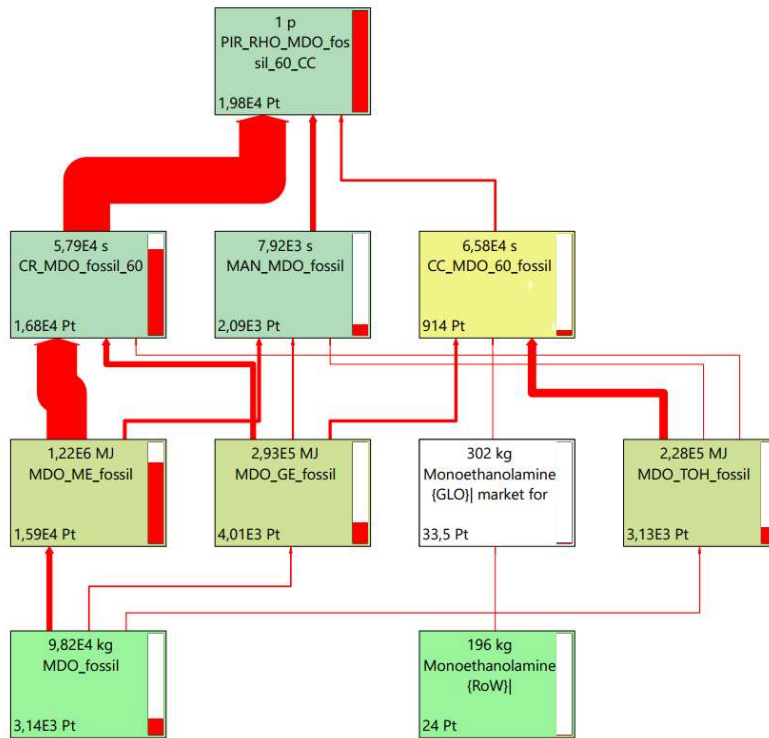 1 p
PIR_RHO_MDO_fos
sil_60_CC
1,98E4 Pt
5,79E4 s
CR_MDO_fossil_60
1,68E4 Pt
7,92E3 s
MAN_MDO_fossil
2,09E3 Pt
6,58E4 s
CC_MDO_60_fossil
914 Pt
1,22E6 MJ
MDO_ME_fossil
1,59E4 Pt
2,93E5 MJ
MDO_GE_fossil
4,01E3 Pt
302 kg
Monoethanolamine
{GLO}| market for
33,5 Pt
2,28E5 MJ
MDO_TOH_fossil
3,13E3 Pt
9,82E4 kg
MDO_fossil
3,14E3 Pt
196 kg
Monoethanolamine
{RoW}|
24 Pt